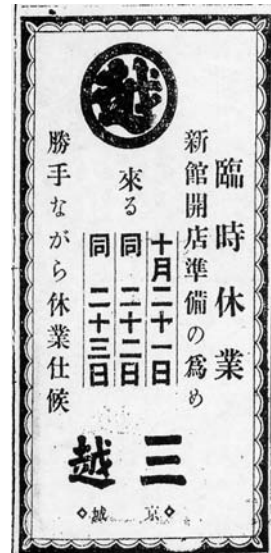 越
臨時休業
新館開店準備の爲め
來る
十月二十一日
同 二十二日
同 二十三日
勝手ながら休業仕候
三越
京城